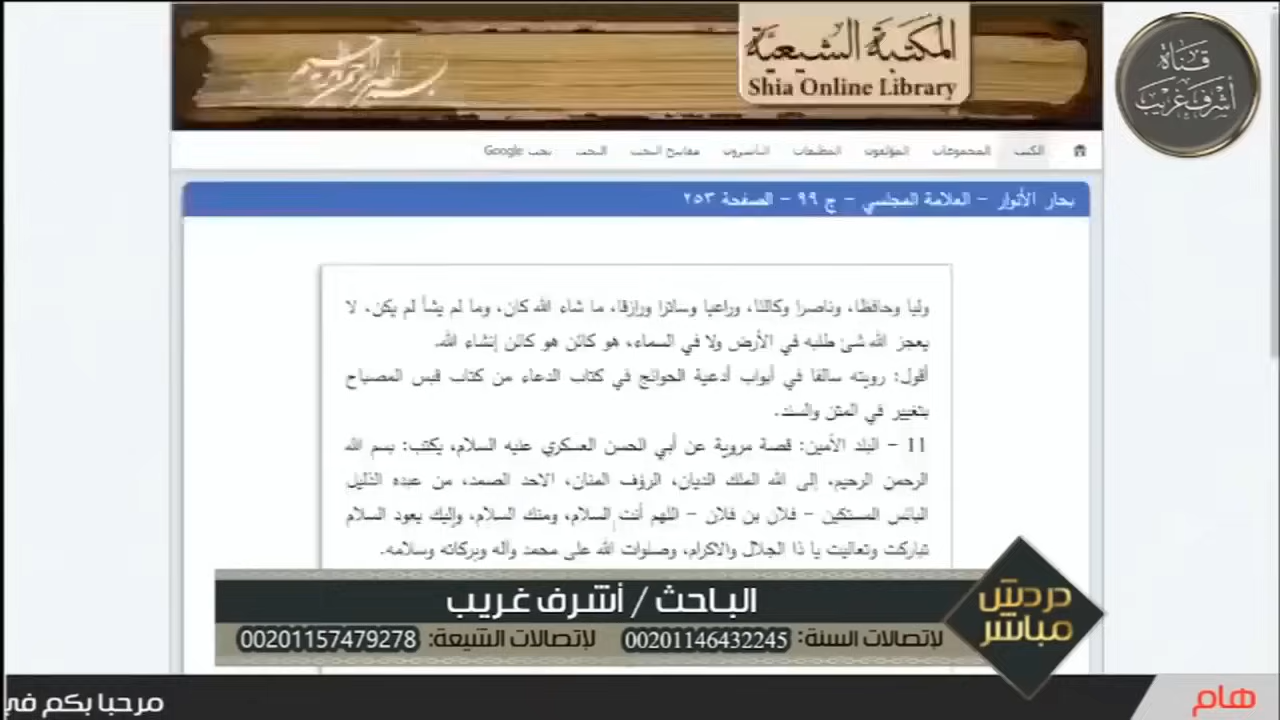 المكتبة الشيعية
Shia Online Library
بسم الله الرحمن الرحيم
قناة
أشرف غريب
الكتب المجموعات المؤلفون المطبعات الناشرون مفاتيح البحث البحث بحث Google
بحار الأنوار - العلامة المجلسي - ج ٩٩ - الصفحة ٢٥٣
وليا وحافظا، وناصرا وكالئا، وراعيا وساترا ورازقا، ما شاء الله كان، وما لم يشأ لم يكن، لا
يعجز الله شئ طلبه في الأرض ولا في السماء، هو كائن هو كائن إنشاء الله.
أقول: رويته سالفا في أبواب أدعية الحوائج في كتاب الدعاء من كتاب قبس المصباح
بتغيير في المتن والسند.
11 - البلد الأمين: قصة مروية عن أبي الحسن العسكري عليه السلام، يكتب: بسم الله
الرحمن الرحيم، إلى الله الملك الديان، الرؤف المنان، الاحد الصمد، من عبده الذليل
البائس المستكين - فلان بن فلان - اللهم أنت السلام، ومنك السلام، وإليك يعود السلام
تباركت وتعاليت يا ذا الجلال والاكرام، وصلوات الله على محمد وآله وبركاته وسلامه.
دردش
مباشر
الباحث / أشرف غريب
لإتصالات السنة: 00201146432245 لإتصالات الشيعة: 00201157479278
هام
مرحبا بكم في